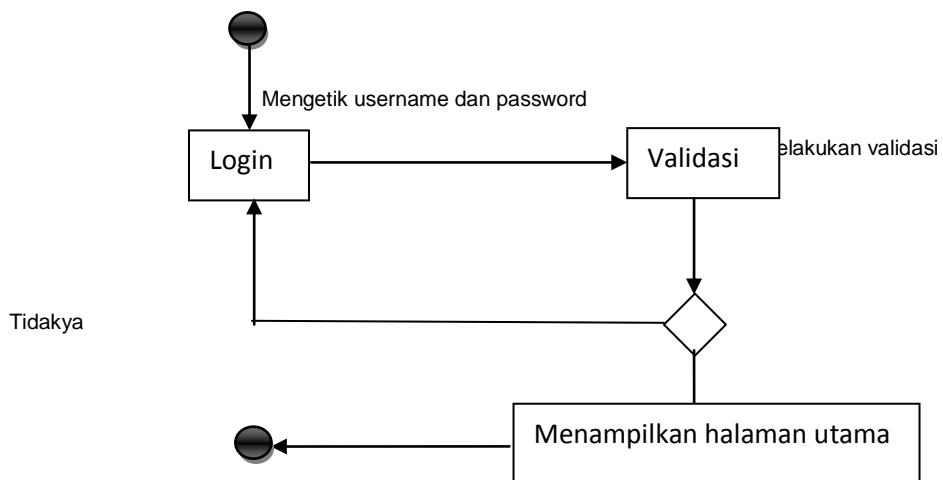 Mengetik username dan password
Login
Validasi
elakukan validasi
Tidakya
Menampilkan halaman utama